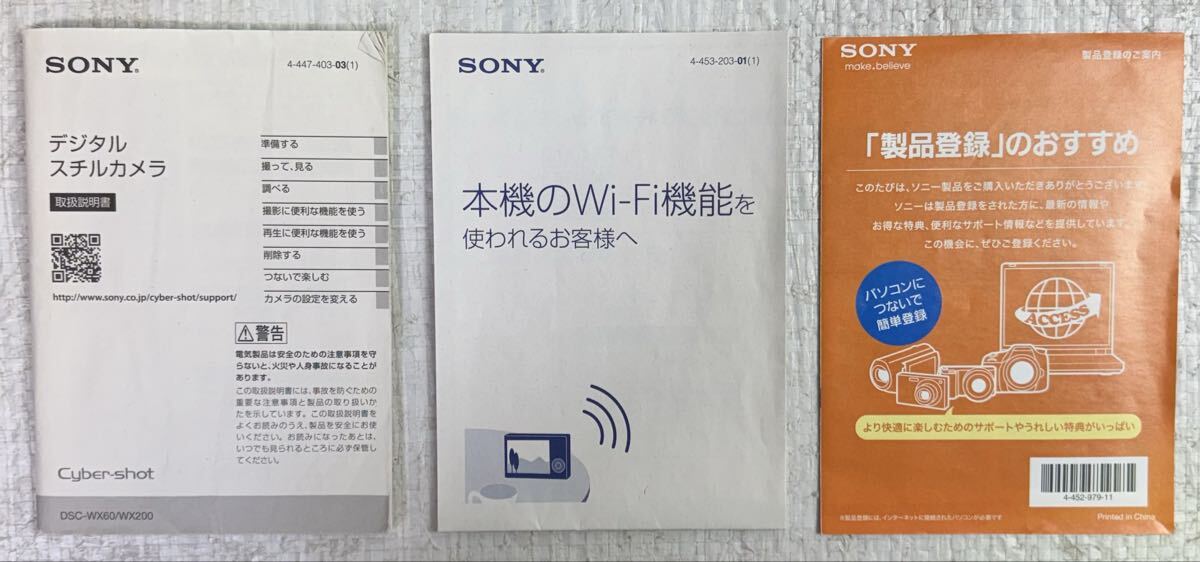 SONY®
4-447-403-03(1)
デジタル
スチルカメラ
取扱説明書
http://www.sony.co.jp/cyber-shot/support/
準備する
撮って、見る
調べる
撮影に便利な機能を使う
再生に便利な機能を使う
削除する
つないで楽しむ
カメラの設定を変える
警告
電気製品は安全のための注意事項を守
らないと、火災や人身事故になることが
あります。
この取扱説明書には、事故を防ぐための
重要な注意事項と製品の取り扱いか
たを示しています。この取扱説明書を
よくお読みのうえ、製品を安全にお使
いください。お読みになったあとは、
いつでも見られるところに必ず保管し
てください。
Cyber-shot
DSC-WX60/WX200
SONY®
4-453-203-01(1)
本機のWi-Fi機能を
使われるお客様へ
SONY
make.believe
製品登録のご案内
「製品登録」のおすすめ
このたびは、ソニー製品をご購入いただきありがとうございます。
ソニーは製品登録をされた方に、最新の情報や
お得な特典、便利なサポート情報などを提供しています。
この機会に、ぜひご登録ください。
パソコンに
つないで
簡単登録
ACCESS
より快適に楽しむためのサポートやうれしい特典がいっぱい
4-452-979-11
※製品登録には、インターネットに接続されたパソコンが必要です
Printed in China